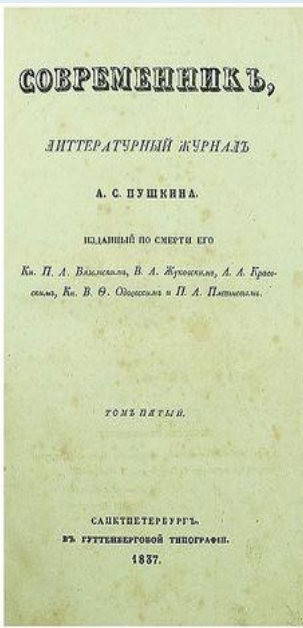 СОВРЕМЕННИКЪ,
ЛИТТЕРАТУРНЫЙ ЖУРНАЛЪ
А. С. ПУШКИНА,
ИЗДАННЫЙ ПО СМЕРТИ ЕГО
Кн. П. А. Вяземскимъ, В. А. Жуковскимъ, А. А. Краев-
скимъ, Кн. В. Ѳ. Одоевскимъ и П. А. Плетневымъ.
ТОМЪ ПЯТЫЙ.
САНКТПЕТЕРБУРГЪ.
ВЪ ГУТТЕНБЕРГОВОЙ ТИПОГРАФІИ.
1837.